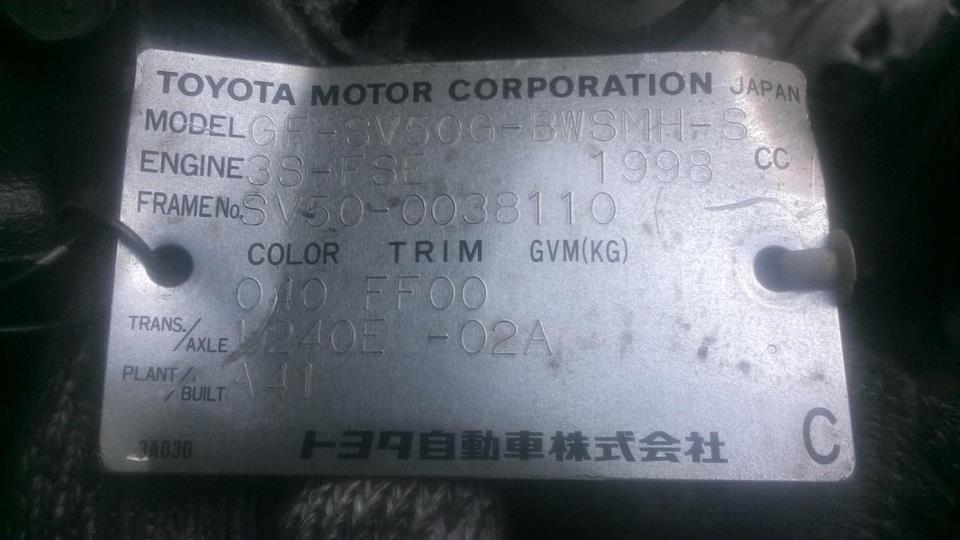 TOYOTA MOTOR CORPORATION JAPAN
MODEL GF-SV50G-BWSMH-S
ENGINE 3S-FSE 1998 CC
FRAME No. SV50-0038110
COLOR TRIM GVM(KG)
040 FF00
TRANS./AXLE U240E -02A
PLANT/BUILT A41
3A030 トヨタ自動車株式会社 C